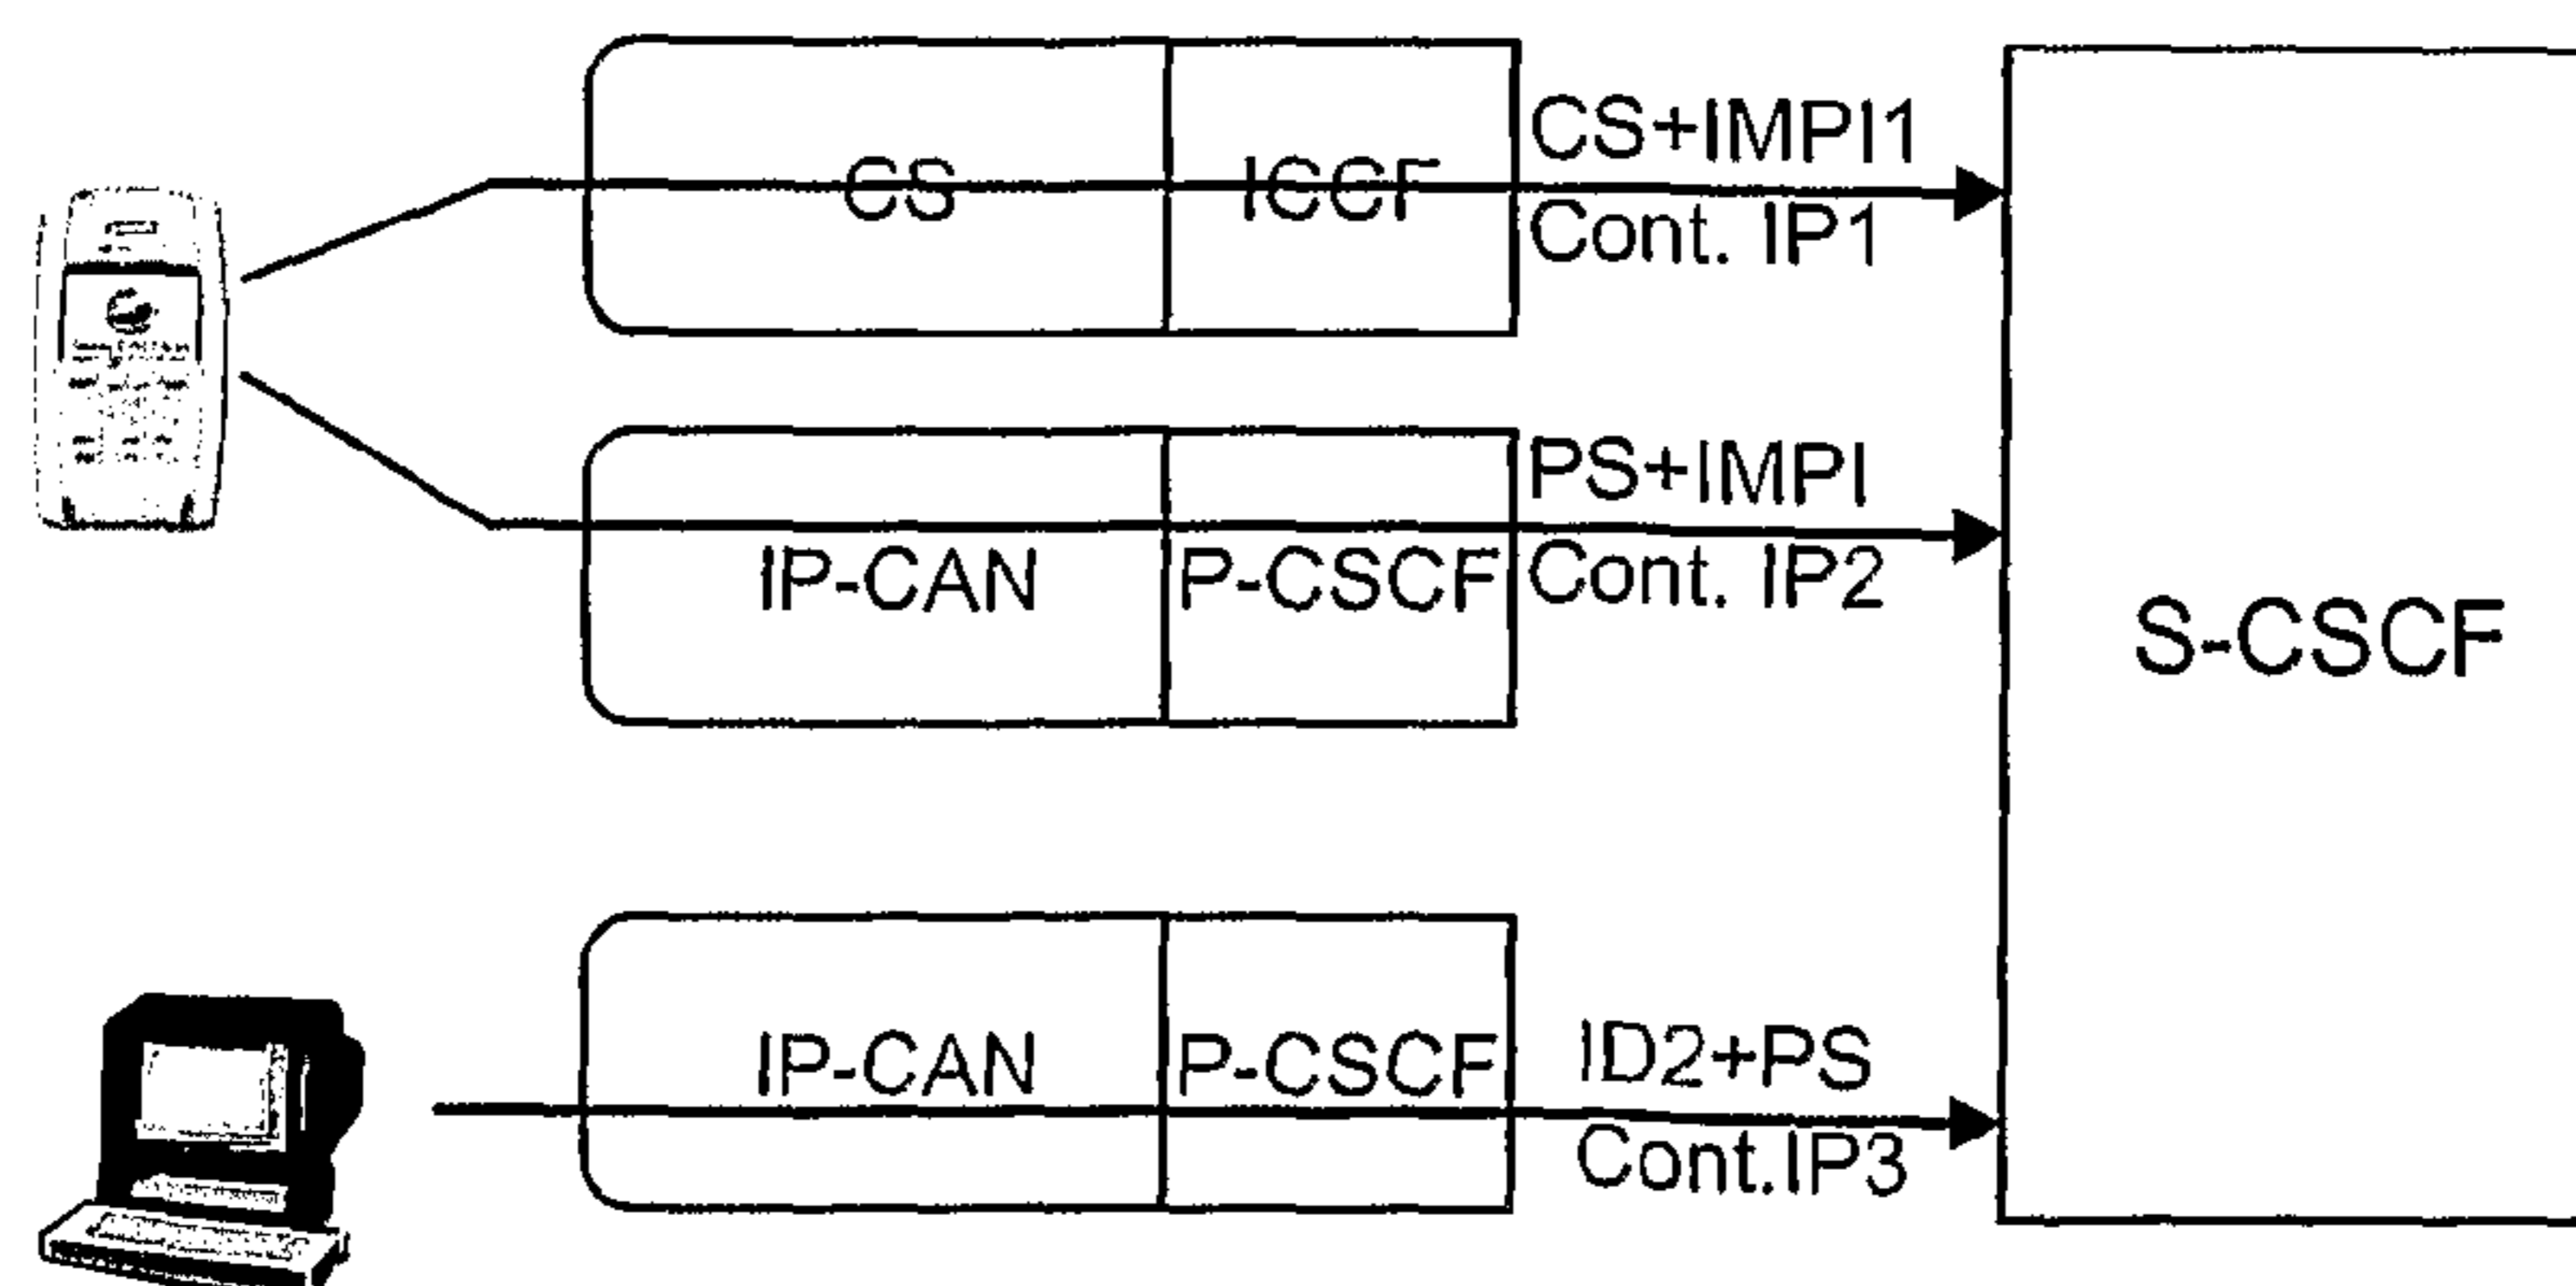 CS
ICCF
CS+IMPI1
Cont. IP1
IP-CAN
P-CSCF
PS+IMPI
Cont. IP2
S-CSCF
IP-CAN
P-CSCF
ID2+PS
Cont.IP3